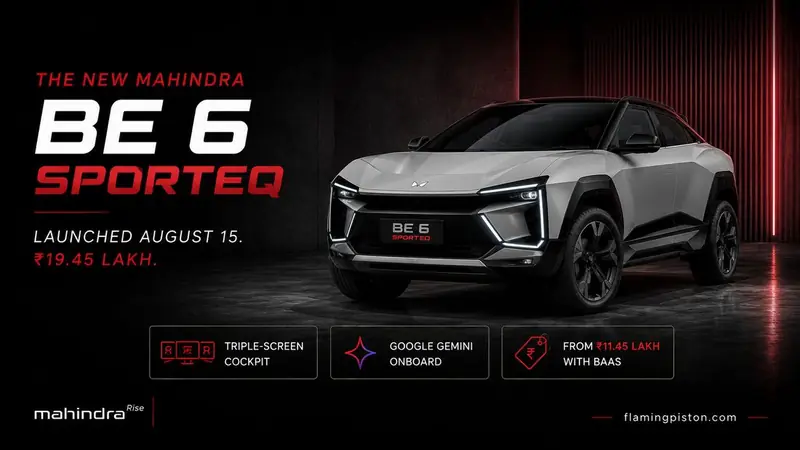 THE NEW MAHINDRA
BE 6
SPORTEQ
LAUNCHED AUGUST 15.
₹19.45 LAKH.
BE 6
SPORTEQ
TRIPLE-SCREEN
COCKPIT
GOOGLE GEMINI
ONBOARD
FROM ₹11.45 LAKH
WITH BAAS
mahindra Rise
flamingpiston.com